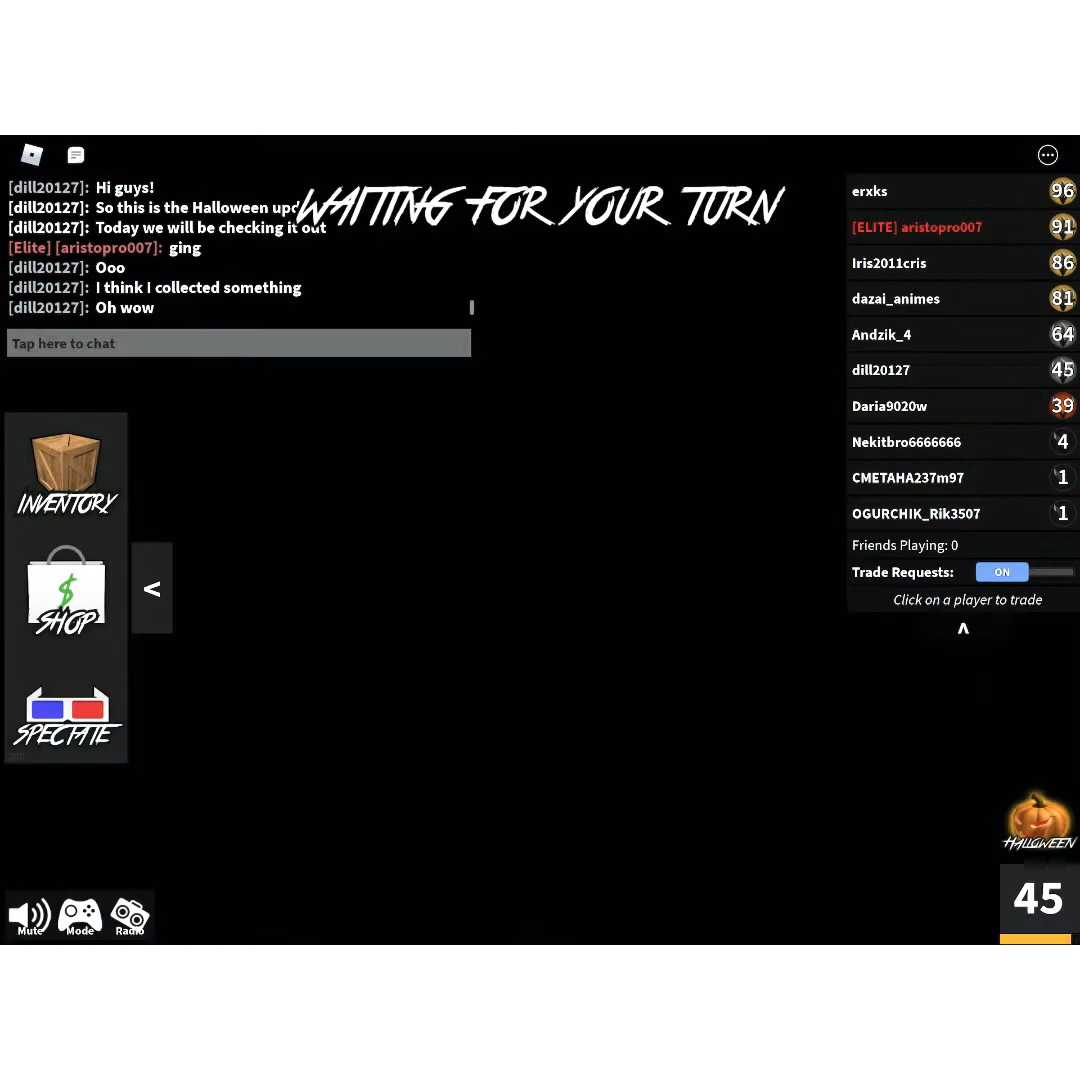 [dill20127]: Hi guys!
[dill20127]: So this is the Halloween upd
WAITING FOR YOUR TURN
[dill20127]: Today we will be checking it out
[Elite] [aristopro007]: ging
[dill20127]: Ooo
[dill20127]: I think I collected something
[dill20127]: Oh wow
Tap here to chat
erxks 96
[ELITE] aristopro007 91
Iris2011cris 86
dazai_animes 81
Andzik_4 64
dill20127 45
Daria9020w 39
Nekitbro6666666 4
CMETAHA237m97 1
OGURCHIK_Rik3507 1
Friends Playing: 0
Trade Requests: ON
Click on a player to trade
<
INVENTORY
$
SHOP
SPECTATE
HALLOWEEN
45
Mute
Mode
Radio